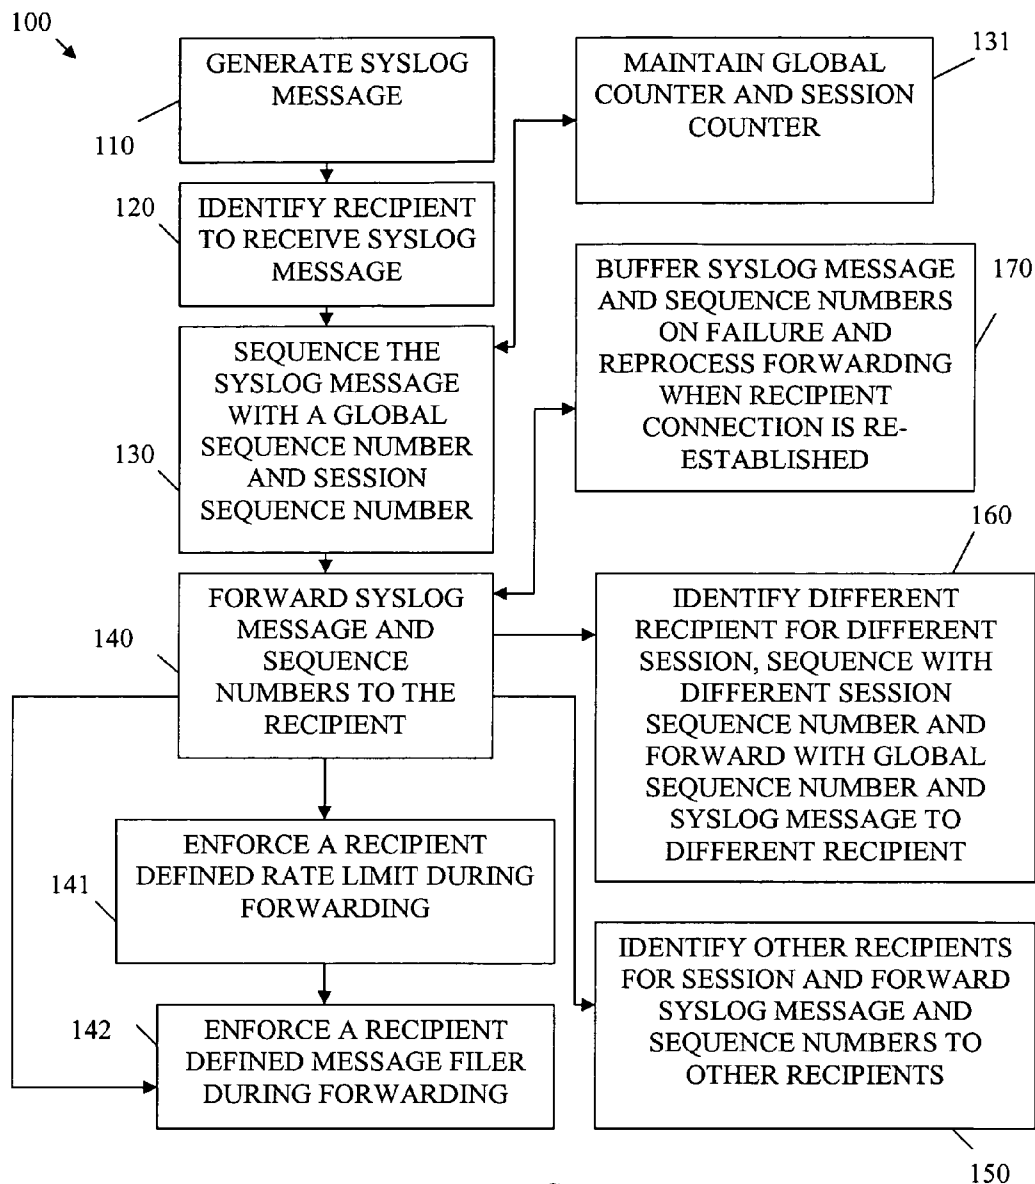 100
GENERATE SYSLOG
MESSAGE
110
MAINTAIN GLOBAL
COUNTER AND SESSION
COUNTER
131
120
IDENTIFY RECIPIENT
TO RECEIVE SYSLOG
MESSAGE
BUFFER SYSLOG MESSAGE
AND SEQUENCE NUMBERS
ON FAILURE AND
REPROCESS FORWARDING
WHEN RECIPIENT
CONNECTION IS RE-
ESTABLISHED
170
SEQUENCE THE
SYSLOG MESSAGE
WITH A GLOBAL
SEQUENCE NUMBER
AND SESSION
SEQUENCE NUMBER
130
160
FORWARD SYSLOG
MESSAGE AND
SEQUENCE
NUMBERS TO THE
RECIPIENT
140
IDENTIFY DIFFERENT
RECIPIENT FOR DIFFERENT
SESSION, SEQUENCE WITH
DIFFERENT SESSION
SEQUENCE NUMBER AND
FORWARD WITH GLOBAL
SEQUENCE NUMBER AND
SYSLOG MESSAGE TO
DIFFERENT RECIPIENT
ENFORCE A RECIPIENT
DEFINED RATE LIMIT DURING
FORWARDING
141
IDENTIFY OTHER RECIPIENTS
FOR SESSION AND FORWARD
SYSLOG MESSAGE AND
SEQUENCE NUMBERS TO
OTHER RECIPIENTS
142
ENFORCE A RECIPIENT
DEFINED MESSAGE FILER
DURING FORWARDING
150